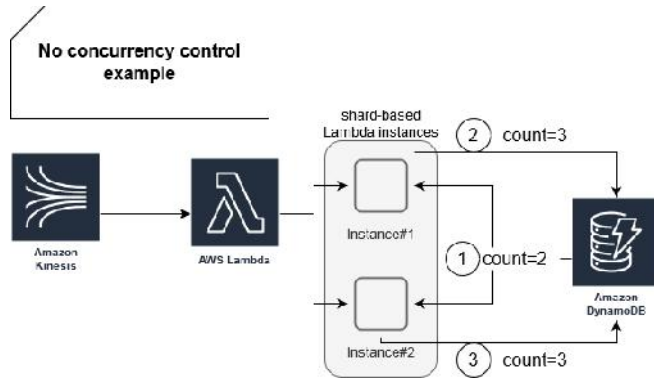 No concurrency control
example
shard-based
Lambda instances
2 count=3
Amazon
Kinesis
AWS Lambda
Instance#1
1 count=2
Amazon
DynamoDB
Instance#2
3 count=3